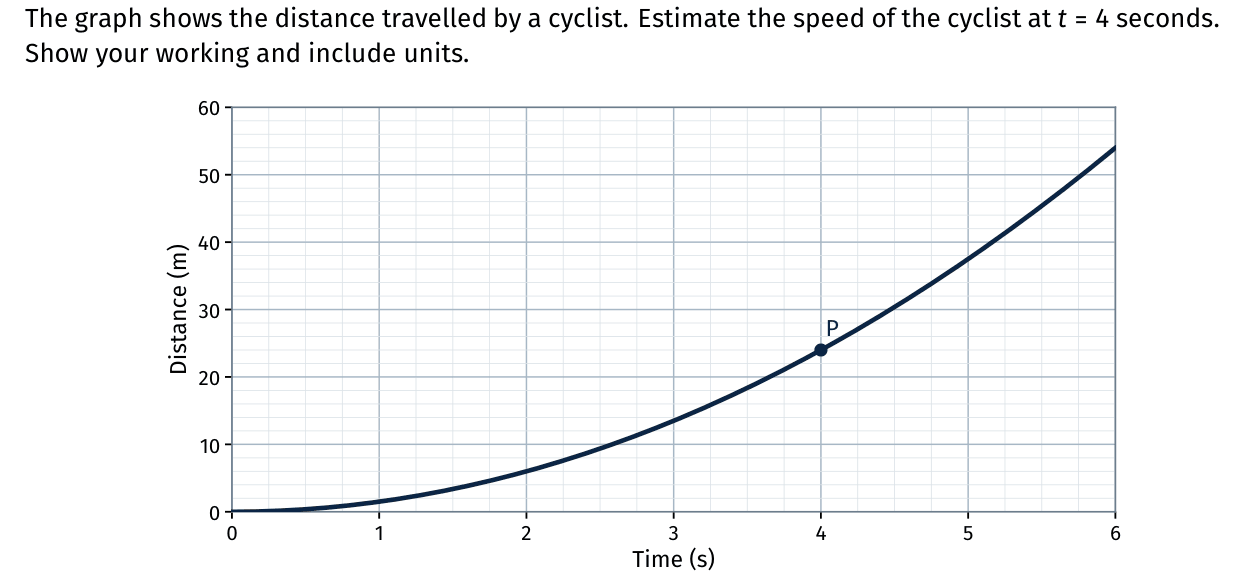 The graph shows the distance travelled by a cyclist. Estimate the speed of the cyclist at t = 4 seconds.
Show your working and include units.
60
50
40
30
20
10
0
Distance (m)
P
0 1 2 3 4 5 6
Time (s)